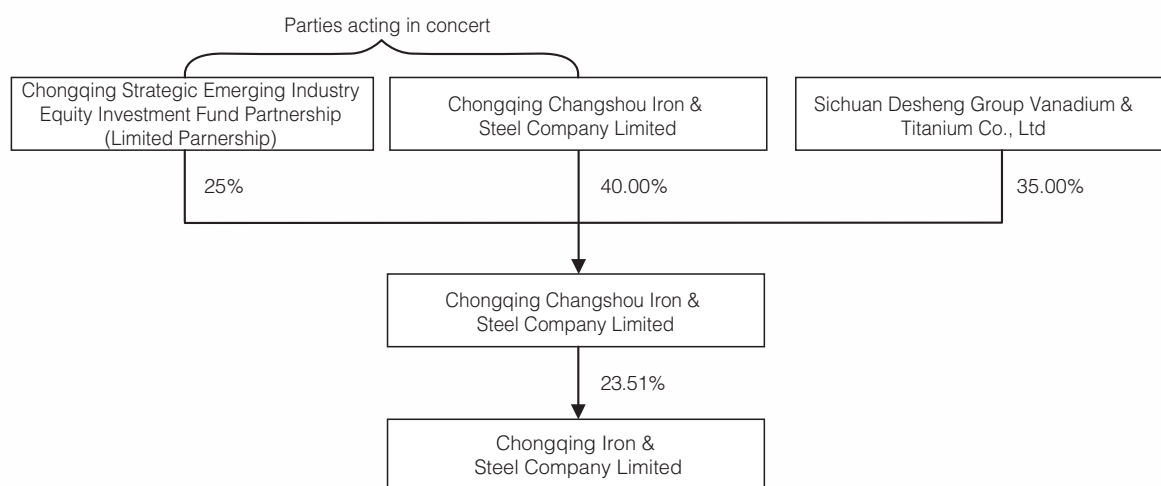 Parties acting in concert
Chongqing Strategic Emerging Industry
Equity Investment Fund Partnership
(Limited Parnership)
Chongqing Changshou Iron &
Steel Company Limited
Sichuan Desheng Group Vanadium &
Titanium Co., Ltd
25%
40.00%
35.00%
Chongqing Changshou Iron &
Steel Company Limited
23.51%
Chongqing Iron &
Steel Company Limited